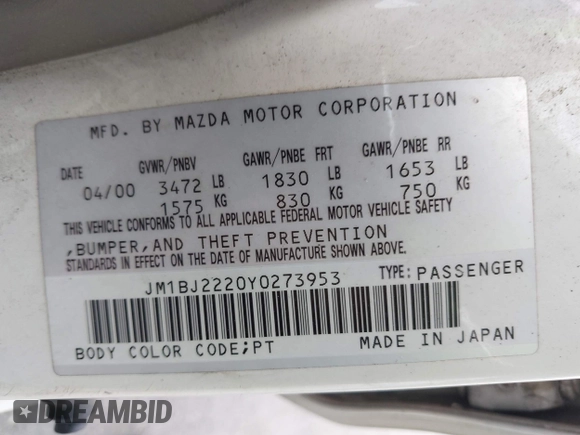 MFD. BY MAZDA MOTOR CORPORATION
DATE GVWR/PNBV GAWR/PNBE FRT GAWR/PNBE RR
04/00 3472 LB 1830 LB 1653 LB
1575 KG 830 KG 750 KG
THIS VEHICLE CONFORMS TO ALL APPLICABLE FEDERAL MOTOR VEHICLE SAFETY
,BUMPER,AND THEFT PREVENTION
STANDARDS IN EFFECT ON THE DATE OF MANUFACTURE SHOWN ABOVE.
JM1BJ2220Y0273953 TYPE: PASSENGER
BODY COLOR CODE;PT MADE IN JAPAN
DREAMBID